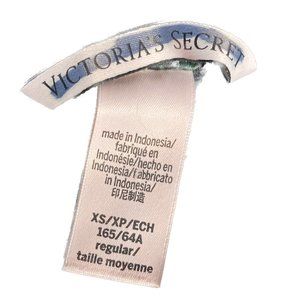 VICTORIA'S SECRET
made in Indonesia/
fabriqué en
Indonésie/hecho en
Indonesia/fabbricato
in Indonesia/
印尼制造
XS/XP/ECH
165/64A
regular/
taille moyenne